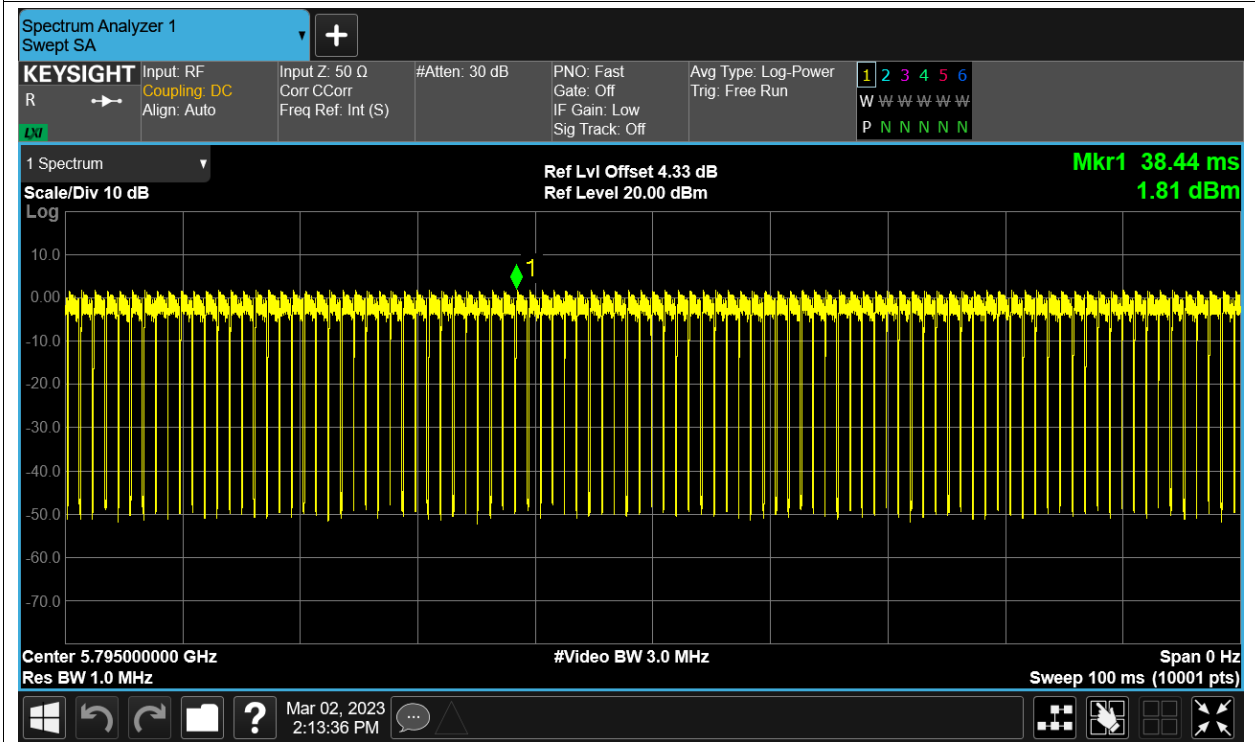 Spectrum Analyzer 1
Swept SA
+
KEYSIGHT
R
LXI
Input: RF
Coupling: DC
Align: Auto
Input Z: 50 Ω
Corr CCorr
Freq Ref: Int (S)
#Atten: 30 dB
PNO: Fast
Gate: Off
IF Gain: Low
Sig Track: Off
Avg Type: Log-Power
Trig: Free Run
1 2 3 4 5 6
W W W W W W
P N N N N N
1 Spectrum
Scale/Div 10 dB
Ref Lvl Offset 4.33 dB
Ref Level 20.00 dBm
Mkr1 38.44 ms
1.81 dBm
Log
10.0
0.00
-10.0
-20.0
-30.0
-40.0
-50.0
-60.0
-70.0
1
Center 5.795000000 GHz
Res BW 1.0 MHz
#Video BW 3.0 MHz
Span 0 Hz
Sweep 100 ms (10001 pts)
?
Mar 02, 2023
2:13:36 PM